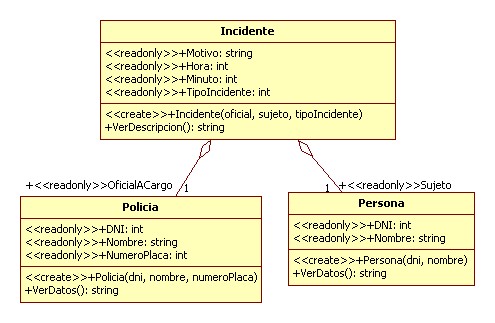 Incidente
<<readonly>>+Motivo: string
<<readonly>>+Hora: int
<<readonly>>+Minuto: int
<<readonly>>+TipoIncidente: int
<<create>>+Incidente(oficial, sujeto, tipoIncidente)
+VerDescripcion(): string
+<<readonly>>OficialACargo
1
1
+<<readonly>>Sujeto
Policia
<<readonly>>+DNI: int
<<readonly>>+Nombre: string
<<readonly>>+NumeroPlaca: int
<<create>>+Policia(dni, nombre, numeroPlaca)
+VerDatos(): string
Persona
<<readonly>>+DNI: int
<<readonly>>+Nombre: string
<<create>>+Persona(dni, nombre)
+VerDatos(): string